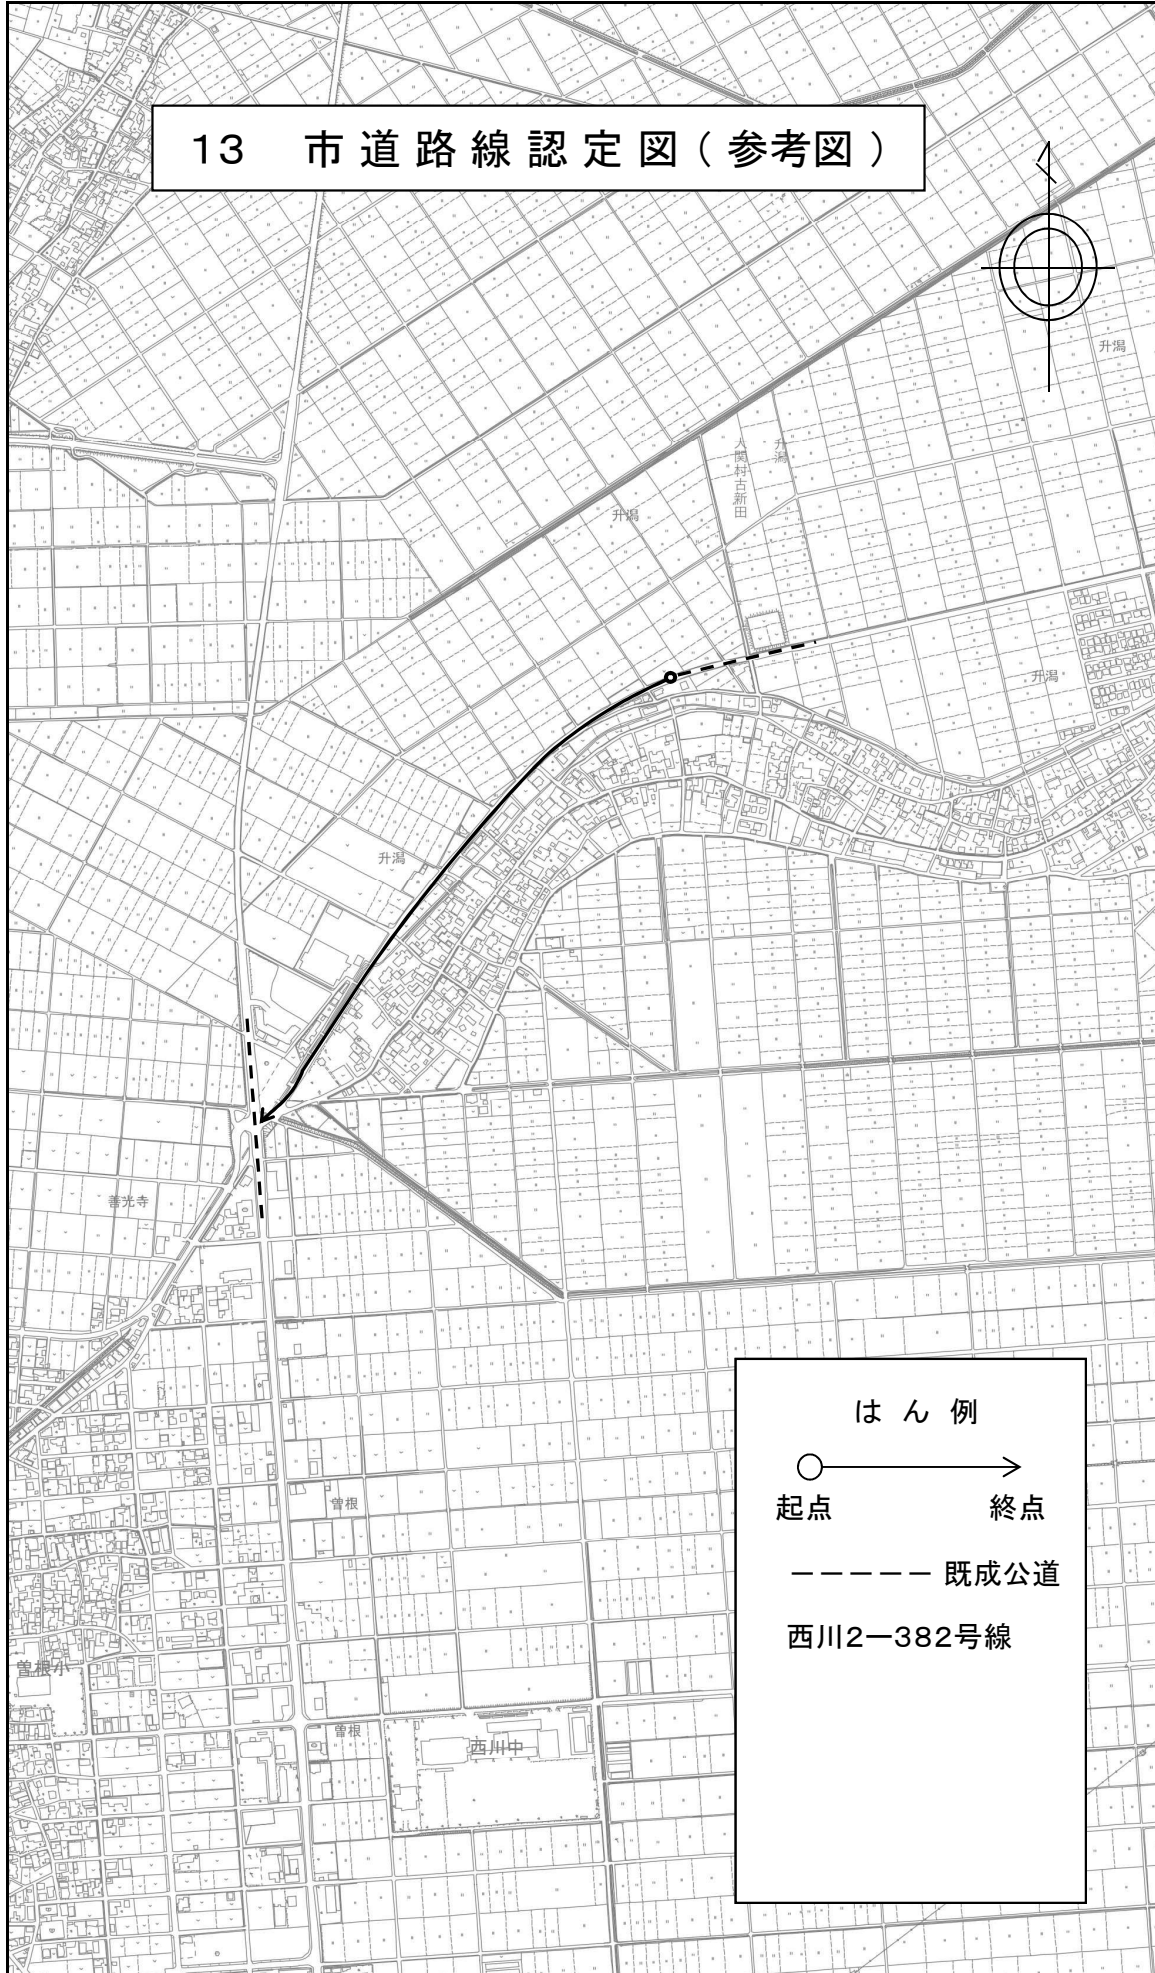 13　市道路線認定図(参考図)
升潟
升潟
八関村古新田
升潟
升潟
升潟
善光寺
はん例
起点 終点
----- 既成公道
西川2ー382号線
曽根
曽根小
曽根
西川中